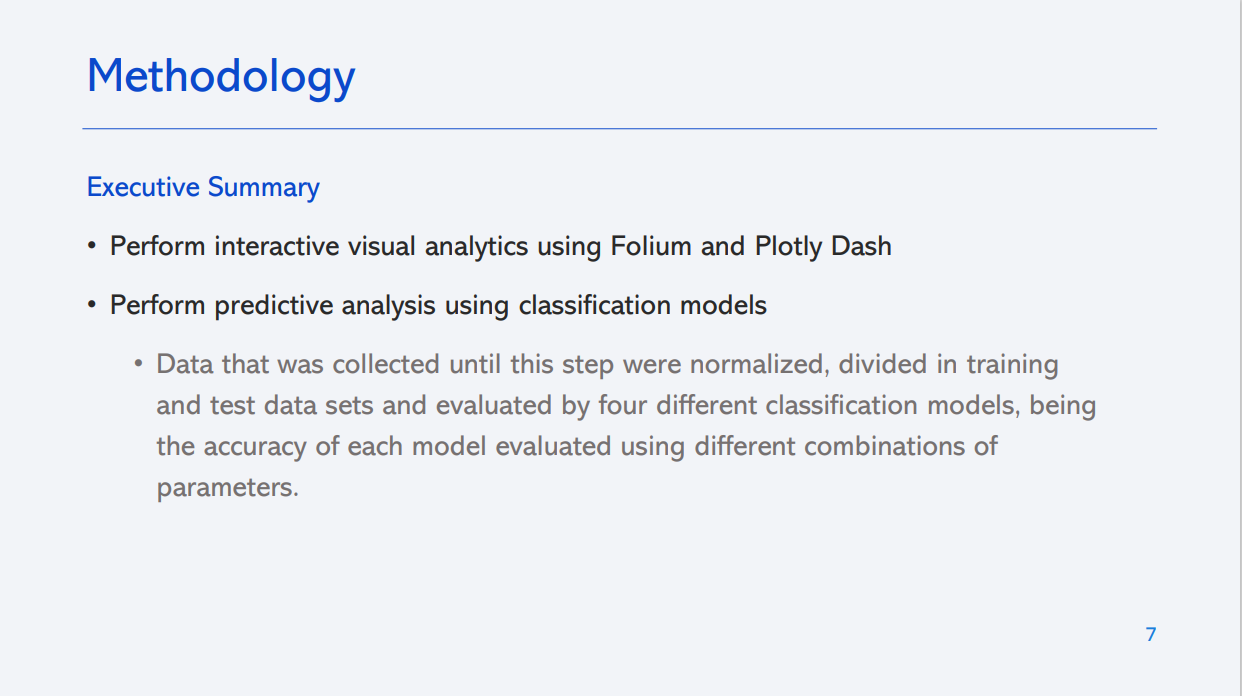 Methodology
Executive Summary
• Perform interactive visual analytics using Folium and Plotly Dash
• Perform predictive analysis using classification models
• Data that was collected until this step were normalized, divided in training
and test data sets and evaluated by four different classification models, being
the accuracy of each model evaluated using different combinations of
parameters.
7